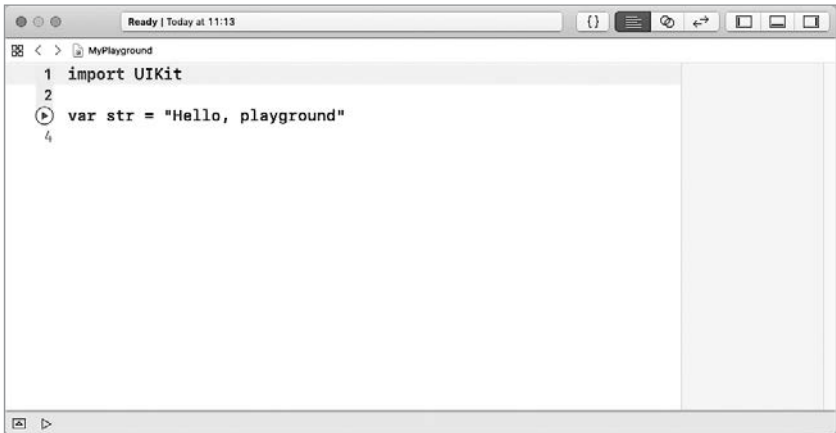 Ready | Today at 11:13
{}
MyPlayground
1 import UIKit
2
var str = "Hello, playground"
4